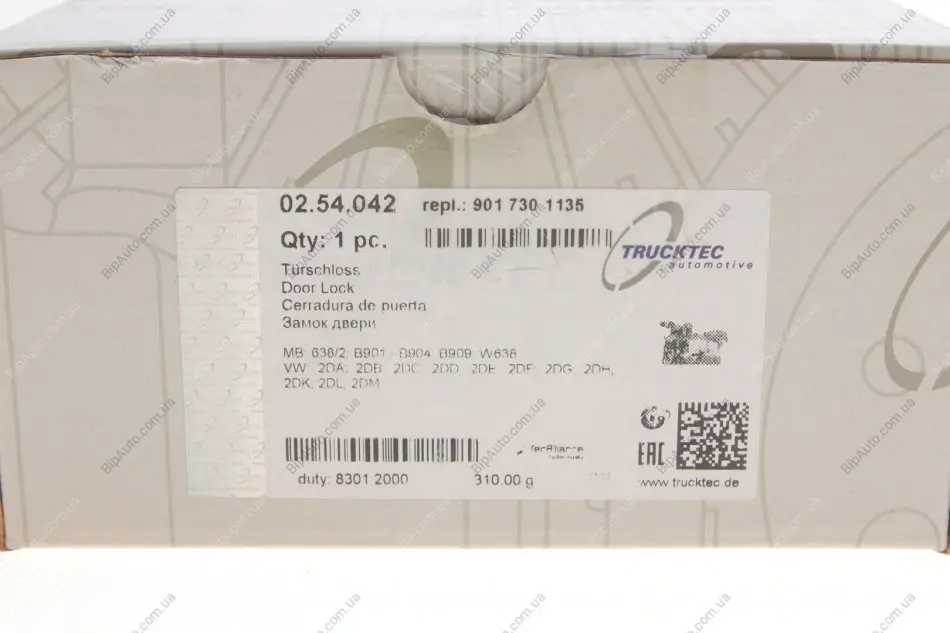 02.54.042 repl.: 901 730 1135
Qty: 1 pc.
TRUCKTEC
automotive
Türschloss
Door Lock
Cerradura de puerta
Замок двери
MB: 638/2, B901 - B904, B909, W638
VW: 2DA, 2DB, 2DC, 2DD, 2DE, 2DF, 2DG, 2DH,
2DK, 2DL, 2DM
TecAlliance
EAC
duty: 8301 2000 310.00 g
www.trucktec.de
BipAuto.com.ua